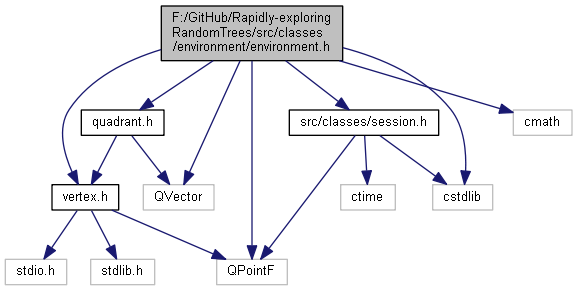 F:/GitHub/Rapidly-exploring
RandomTrees/src/classes
/environment/environment.h
quadrant.h
src/classes/session.h
cmath
vertex.h
QVector
ctime
cstdlib
stdio.h
stdlib.h
QPointF